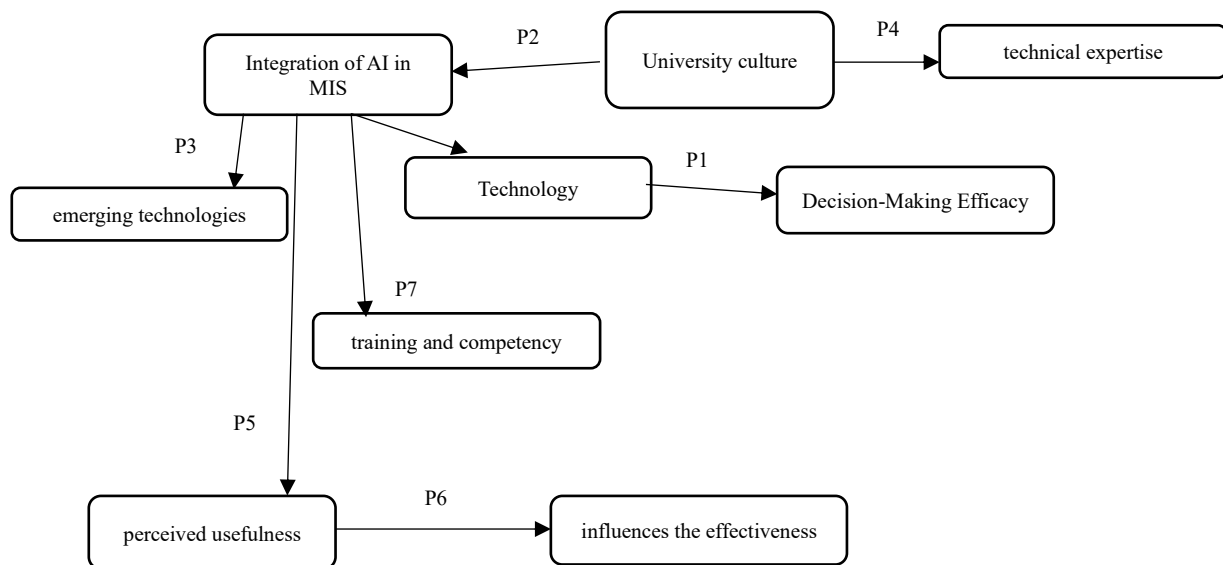 P2
P4
Integration of AI in
MIS
University culture
technical expertise
P3
P1
Technology
Decision-Making Efficacy
emerging technologies
P7
training and competency
P5
P6
perceived usefulness
influences the effectiveness